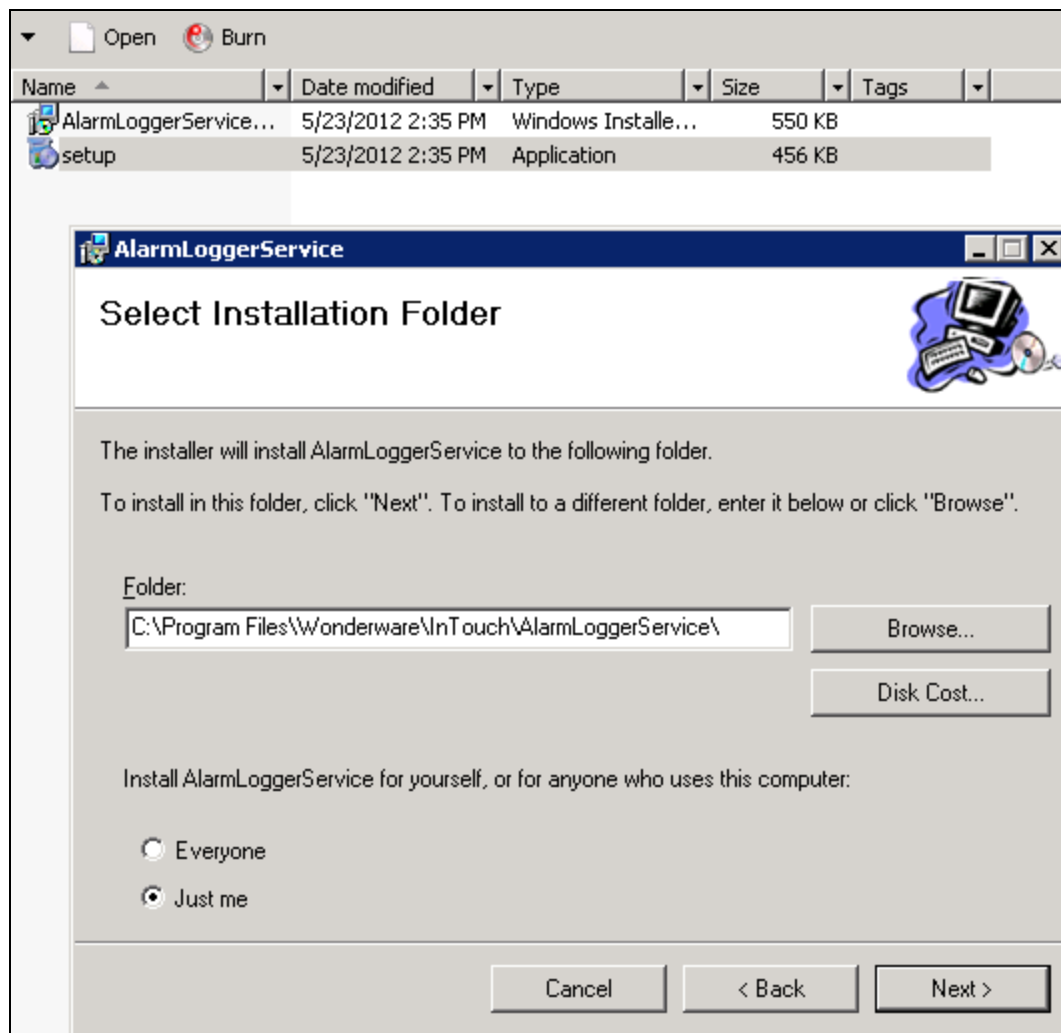 Open Burn
Name Date modified Type Size Tags
AlarmLoggerService... 5/23/2012 2:35 PM Windows Installe... 550 KB
setup 5/23/2012 2:35 PM Application 456 KB
AlarmLoggerService
Select Installation Folder
The installer will install AlarmLoggerService to the following folder.
To install in this folder, click "Next". To install to a different folder, enter it below or click "Browse".
Folder:
C:\Program Files\Wonderware\InTouch\AlarmLoggerService\ Browse...
Disk Cost...
Install AlarmLoggerService for yourself, or for anyone who uses this computer:
Everyone
Just me
Cancel < Back Next >